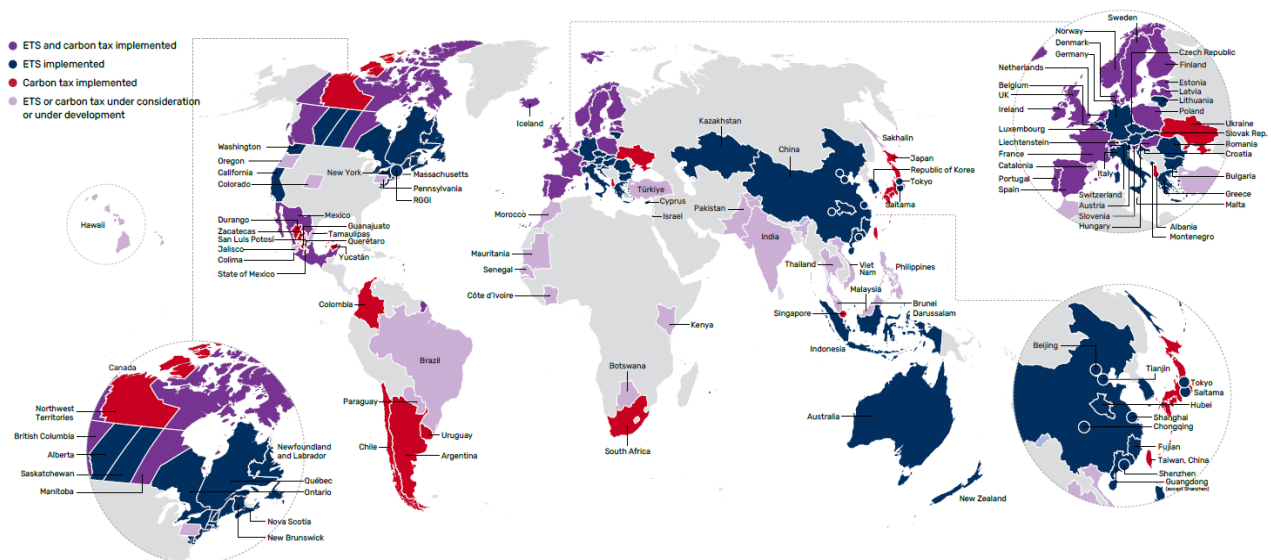 ETS and carbon tax implemented
ETS implemented
Carbon tax implemented
ETS or carbon tax under consideration
or under development
Washington
Oregon
California
Colorado
New York
Massachusetts
Pennsylvania
RGGI
Hawaii
Durango
Zacatecas
San Luis Potosí
Jalisco
Colima
State of Mexico
Mexico
Guanajuato
Tamaulipas
Querétaro
Yucatán
Colombia
Brazil
Paraguay
Chile
Uruguay
Argentina
Iceland
Morocco
Mauritania
Senegal
Côte d'Ivoire
Kenya
Botswana
South Africa
Türkiye
Cyprus
Israel
Kazakhstan
China
Pakistan
India
Thailand
Viet
Nam
Philippines
Malaysia
Brunei
Darussalam
Singapore
Indonesia
Australia
New Zealand
Sakhalin
Japan
Republic of Korea
Tokyo
Saitama
Sweden
Norway
Denmark
Germany
Netherlands
Belgium
UK
Ireland
Luxembourg
Liechtenstein
France
Catalonia
Portugal
Spain
Italy
Switzerland
Austria
Slovenia
Hungary
Czech Republic
Finland
Estonia
Latvia
Lithuania
Poland
Ukraine
Slovak Rep.
Romania
Croatia
Bulgaria
Greece
Malta
Albania
Montenegro
Canada
Northwest
Territories
British Columbia
Alberta
Saskatchewan
Manitoba
Newfoundland
and Labrador
Québec
Ontario
Nova Scotia
New Brunswick
Beijing
Tianjin
Tokyo
Saitama
Hubei
Shanghai
Chongqing
Fujian
Taiwan, China
Shenzhen
Guangdong
(except Shenzhen)